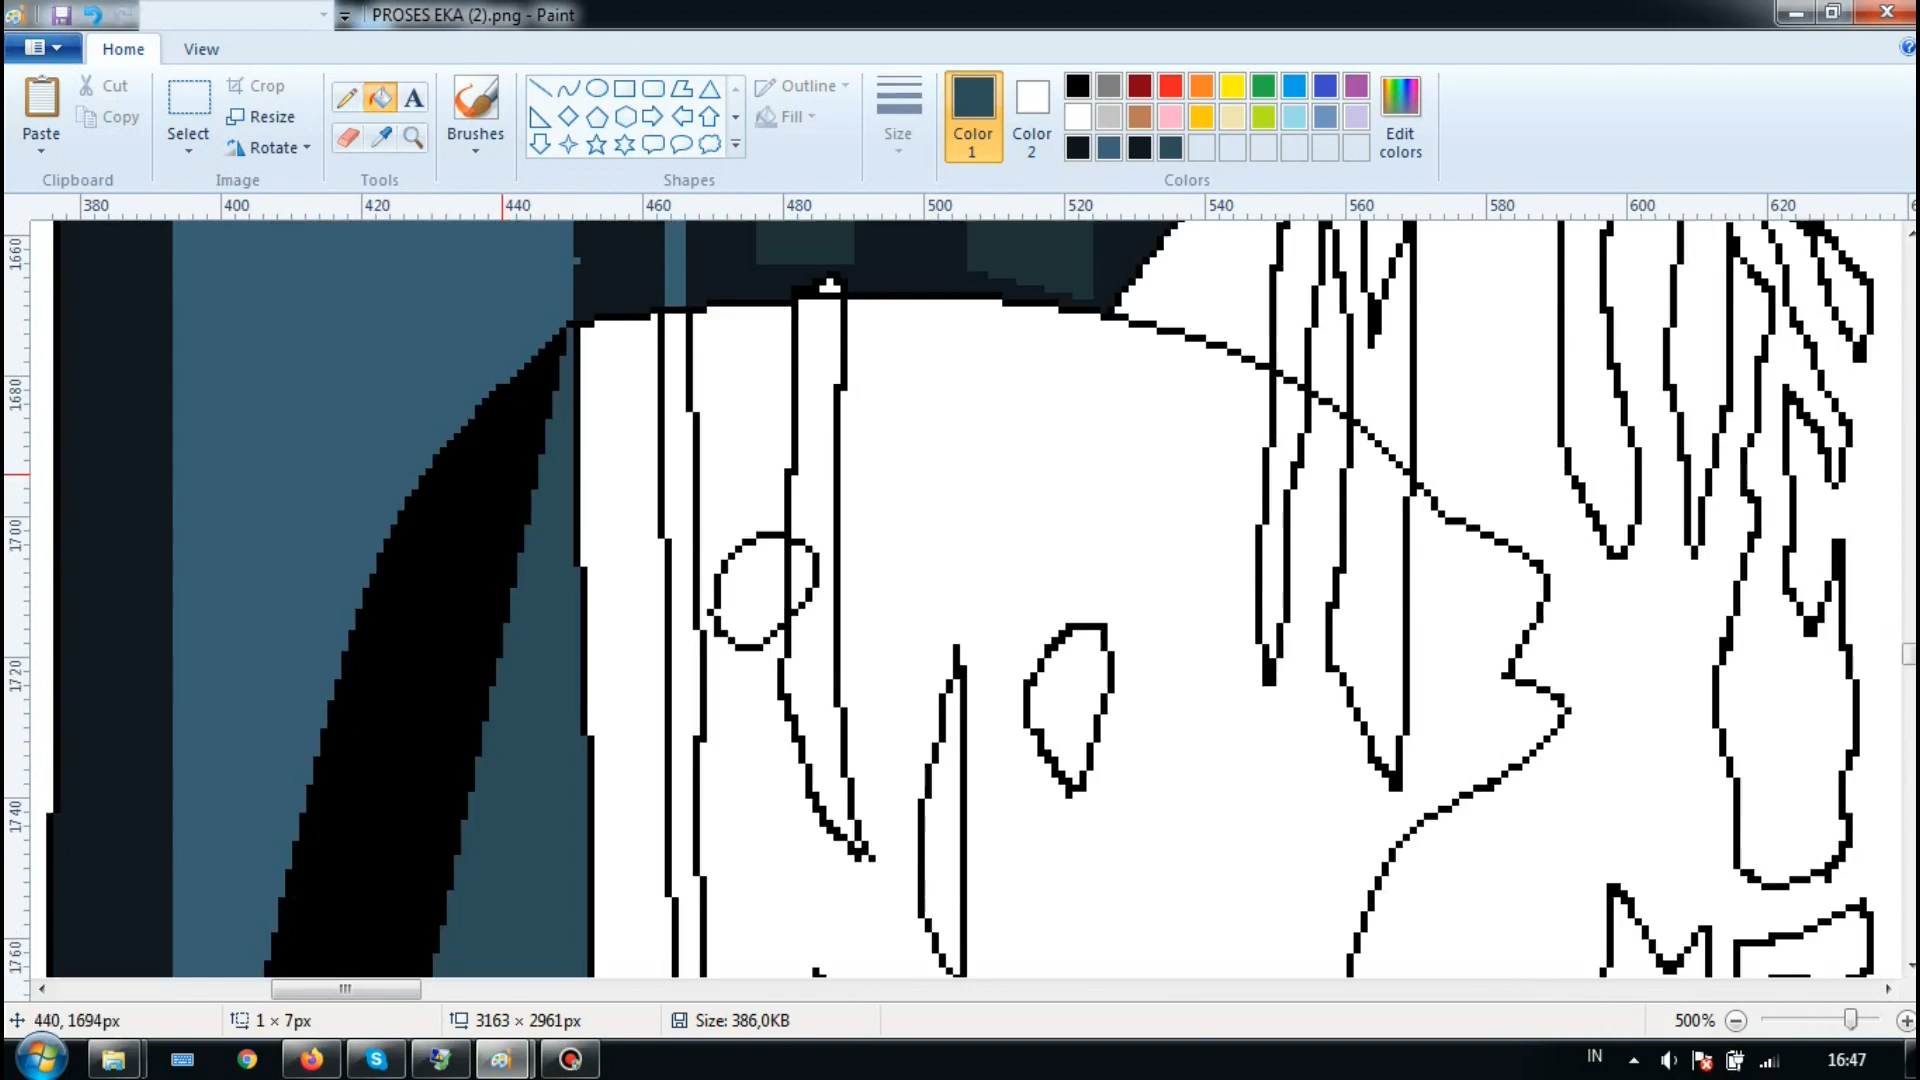 PROSES EKA (2).png - Paint
Home View
Paste
Cut
Copy
Clipboard
Select
Crop
Resize
Rotate
Image
A
Tools
Brushes
Shapes
Outline
Fill
Size
Color 1
Color 2
Edit colors
Colors
380 400 420 440 460 480 500 520 540 560 580 600 620
1660
1680
1700
1720
1740
1760
440, 1694px
1 × 7px
3163 × 2961px
Size: 386,0KB
500%
IN
16:47